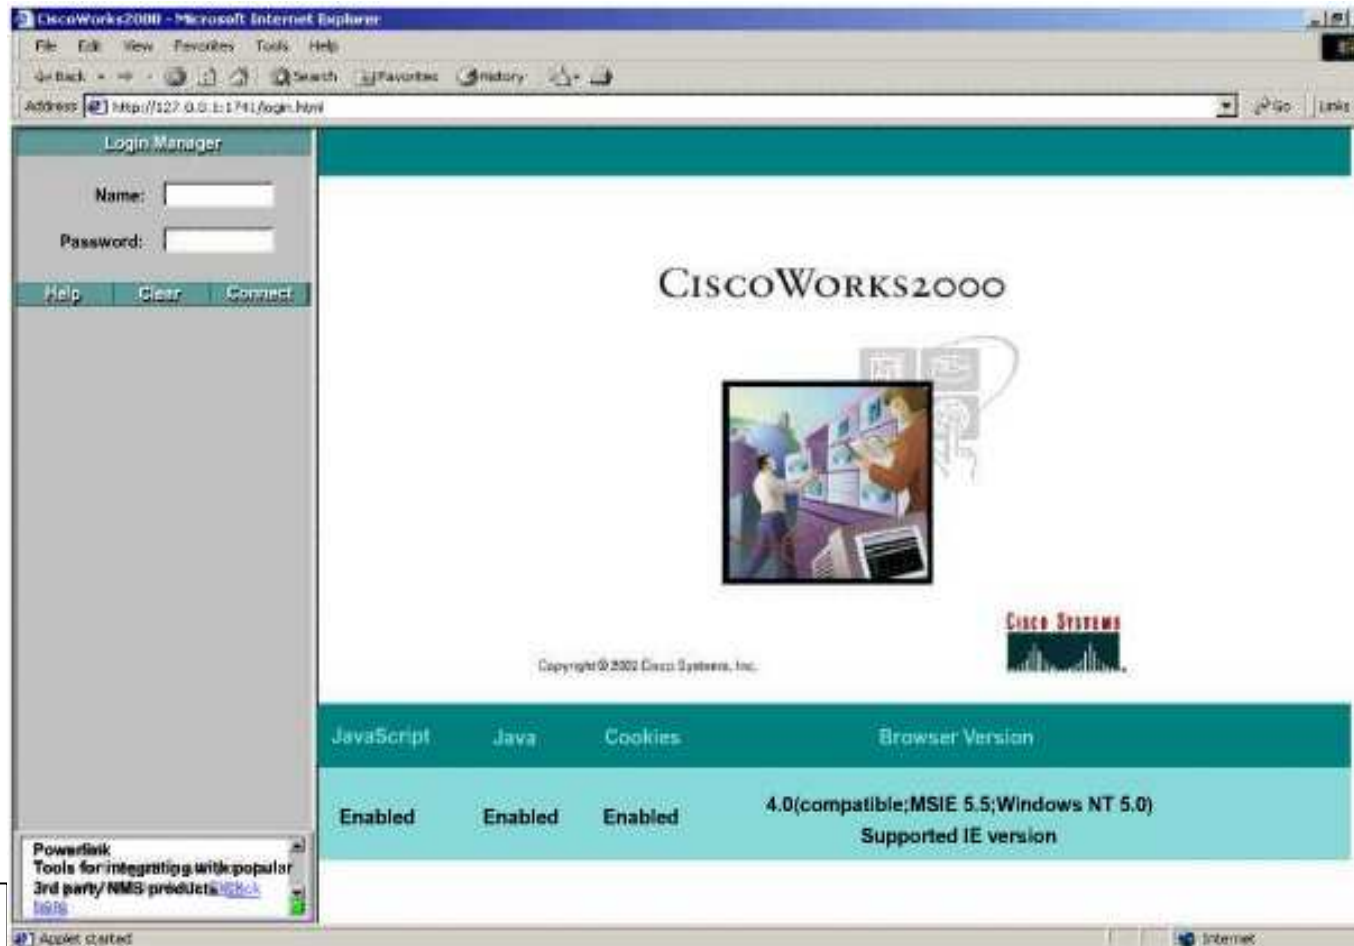 CiscoWorks2000 - Microsoft Internet Explorer
File Edit View Favorites Tools Help
Back Search Favorites History
Address http://127.0.0.1:1741/login.html Go Links
Login Manager
Name:
Password:
Help Clear Connect
CISCOWORKS2000
CISCO SYSTEMS
Copyright © 2002 Cisco Systems, Inc.
JavaScript Java Cookies Browser Version
Enabled Enabled Enabled 4.0(compatible;MSIE 5.5;Windows NT 5.0)
Supported IE version
Powerlink
Tools for integrating with popular
3rd party NMS products. Click
here
Applet started Internet